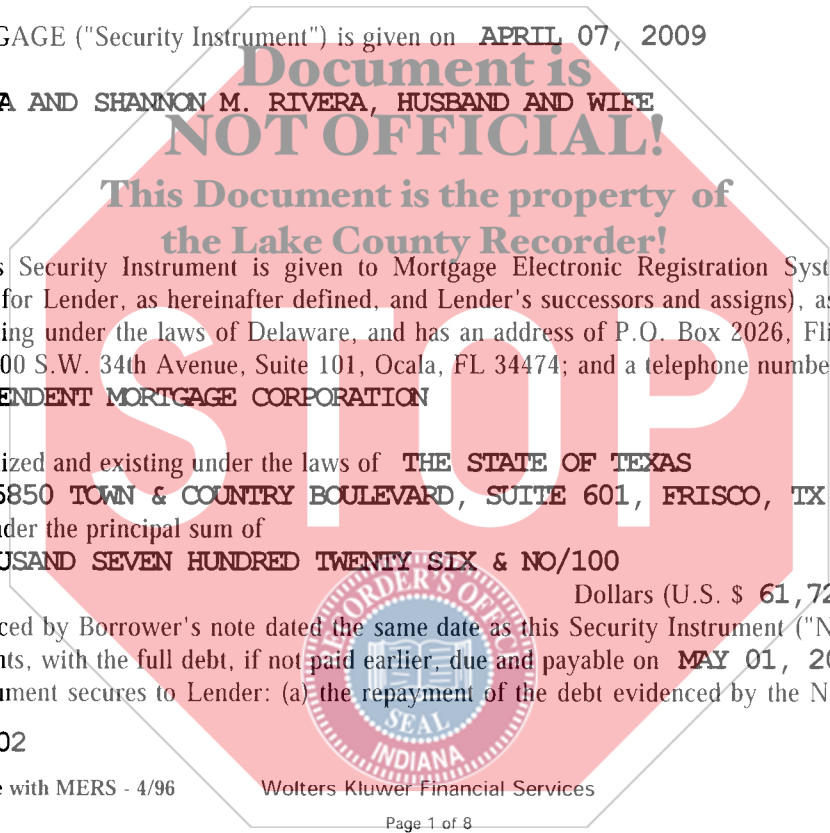 GAGE ("Security Instrument") is given on APRIL 07, 2009
Document is
A AND SHANNON M. RIVERA, HUSBAND AND WIFE
NOT OFFICIAL!
This Document is the property of
the Lake County Recorder!
s Security Instrument is given to Mortgage Electronic Registration Syst
for Lender, as hereinafter defined, and Lender's successors and assigns), as
ing under the laws of Delaware, and has an address of P.O. Box 2026, Fli
00 S.W. 34th Avenue, Suite 101, Ocala, FL 34474; and a telephone numbe
ENDENT MORTGAGE CORPORATION
STOP
ized and existing under the laws of THE STATE OF TEXAS
5850 TOWN & COUNTRY BOULEVARD, SUITE 601, FRISCO, TX
der the principal sum of
USAND SEVEN HUNDRED TWENTY SIX & NO/100
Dollars (U.S. $ 61,72
ced by Borrower's note dated the same date as this Security Instrument ("N
nts, with the full debt, if not paid earlier, due and payable on MAY 01, 20
ument secures to Lender: (a) the repayment of the debt evidenced by the N
RECORDER'S OFFICE
SEAL
INDIANA
02
e with MERS - 4/96 Wolters Kluwer Financial Services
Page 1 of 8